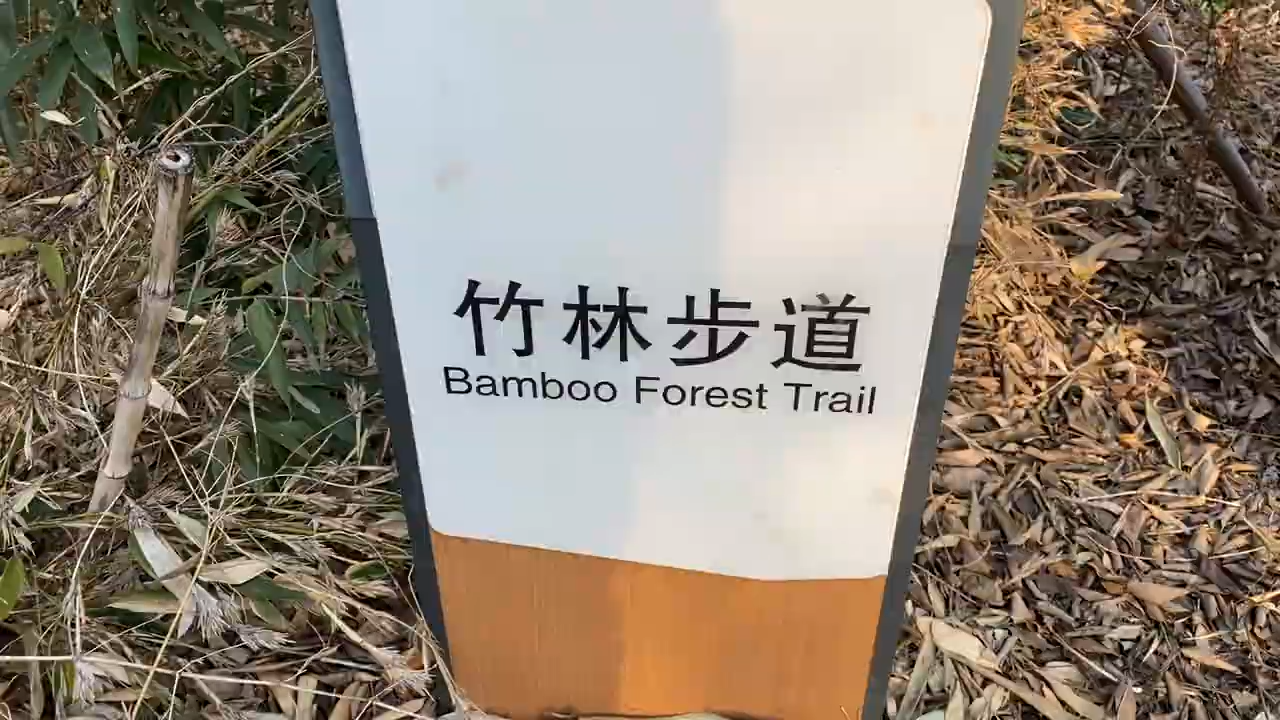 竹林步道
Bamboo Forest Trail